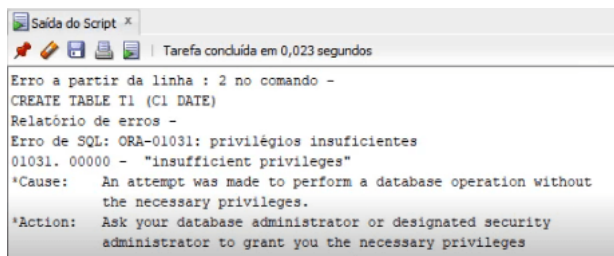 Saída do Script ×
Tarefa concluída em 0,023 segundos
Erro a partir da linha : 2 no comando -
CREATE TABLE T1 (C1 DATE)
Relatório de erros -
Erro de SQL: ORA-01031: privilégios insuficientes
01031. 00000 -  "insufficient privileges"
*Cause:    An attempt was made to perform a database operation without
           the necessary privileges.
*Action:   Ask your database administrator or designated security
           administrator to grant you the necessary privileges